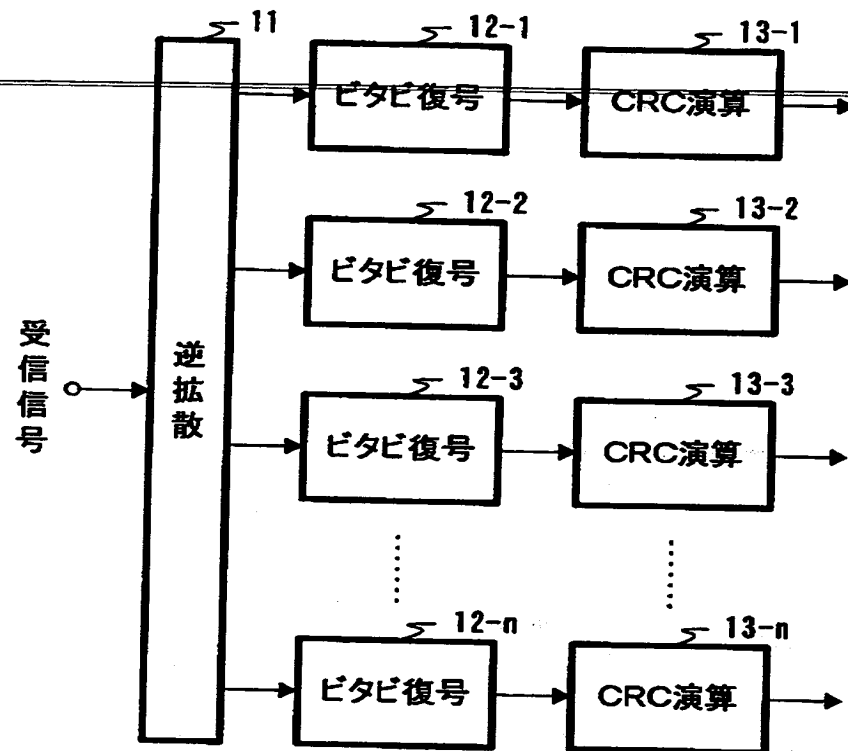 11
12-1
13-1
ビタビ復号
CRC演算
12-2
13-2
ビタビ復号
CRC演算
受信信号
逆拡散
12-3
13-3
ビタビ復号
CRC演算
12-n
13-n
ビタビ復号
CRC演算